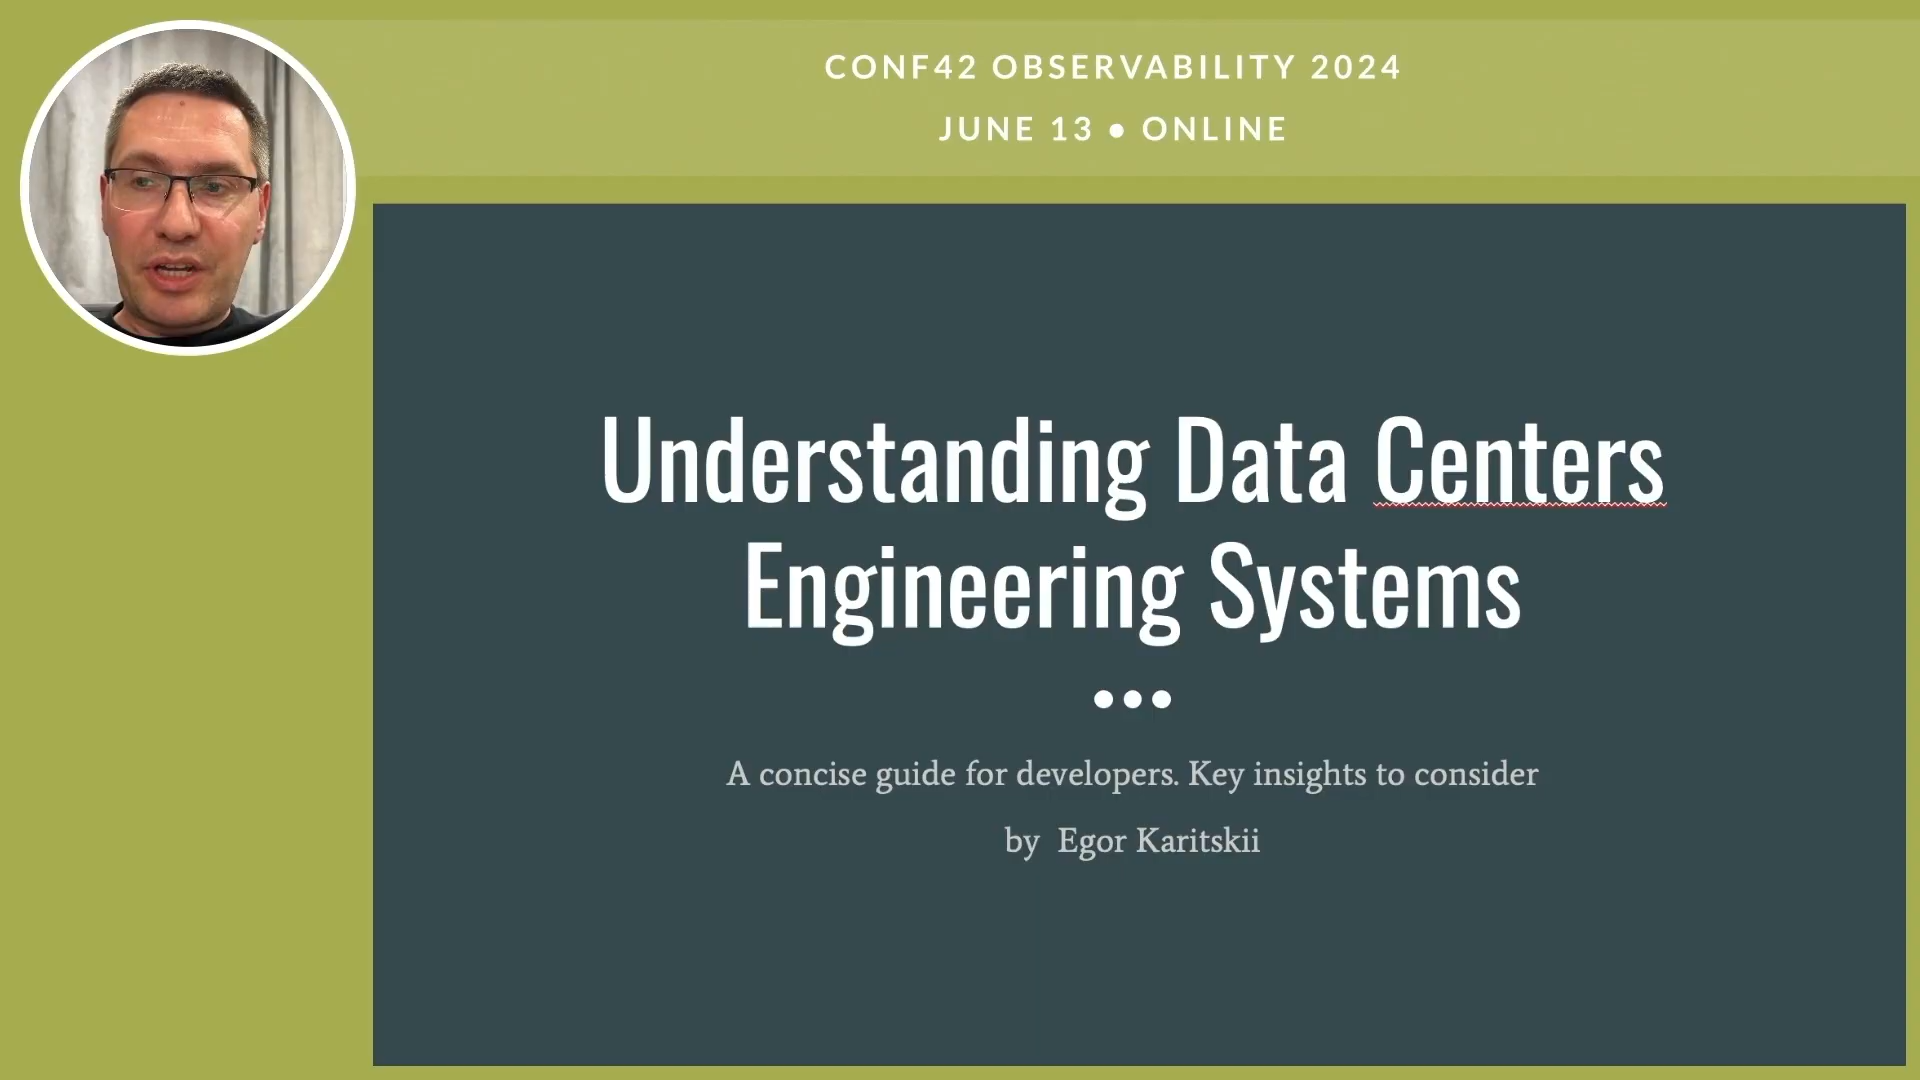 CONF42 OBSERVABILITY 2024
JUNE 13 ● ONLINE
Understanding Data Centers
Engineering Systems
A concise guide for developers. Key insights to consider
by  Egor Karitskii